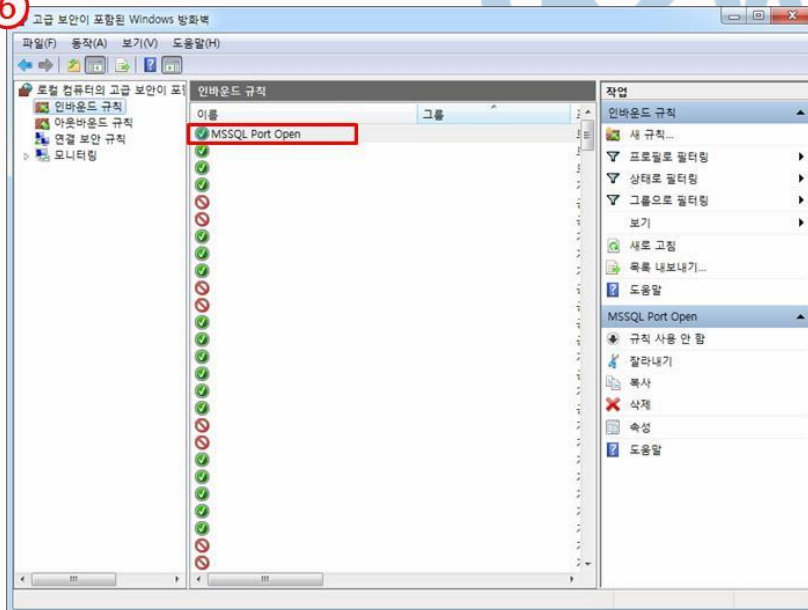 6
고급 보안이 포함된 Windows 방화벽
파일(F) 동작(A) 보기(V) 도움말(H)
로컬 컴퓨터의 고급 보안이 포
인바운드 규칙
아웃바운드 규칙
연결 보안 규칙
모니터링
인바운드 규칙
이름 그룹
MSSQL Port Open
작업
인바운드 규칙
새 규칙...
프로필로 필터링
상태로 필터링
그룹으로 필터링
보기
새로 고침
목록 내보내기...
도움말
MSSQL Port Open
규칙 사용 안 함
잘라내기
복사
삭제
속성
도움말